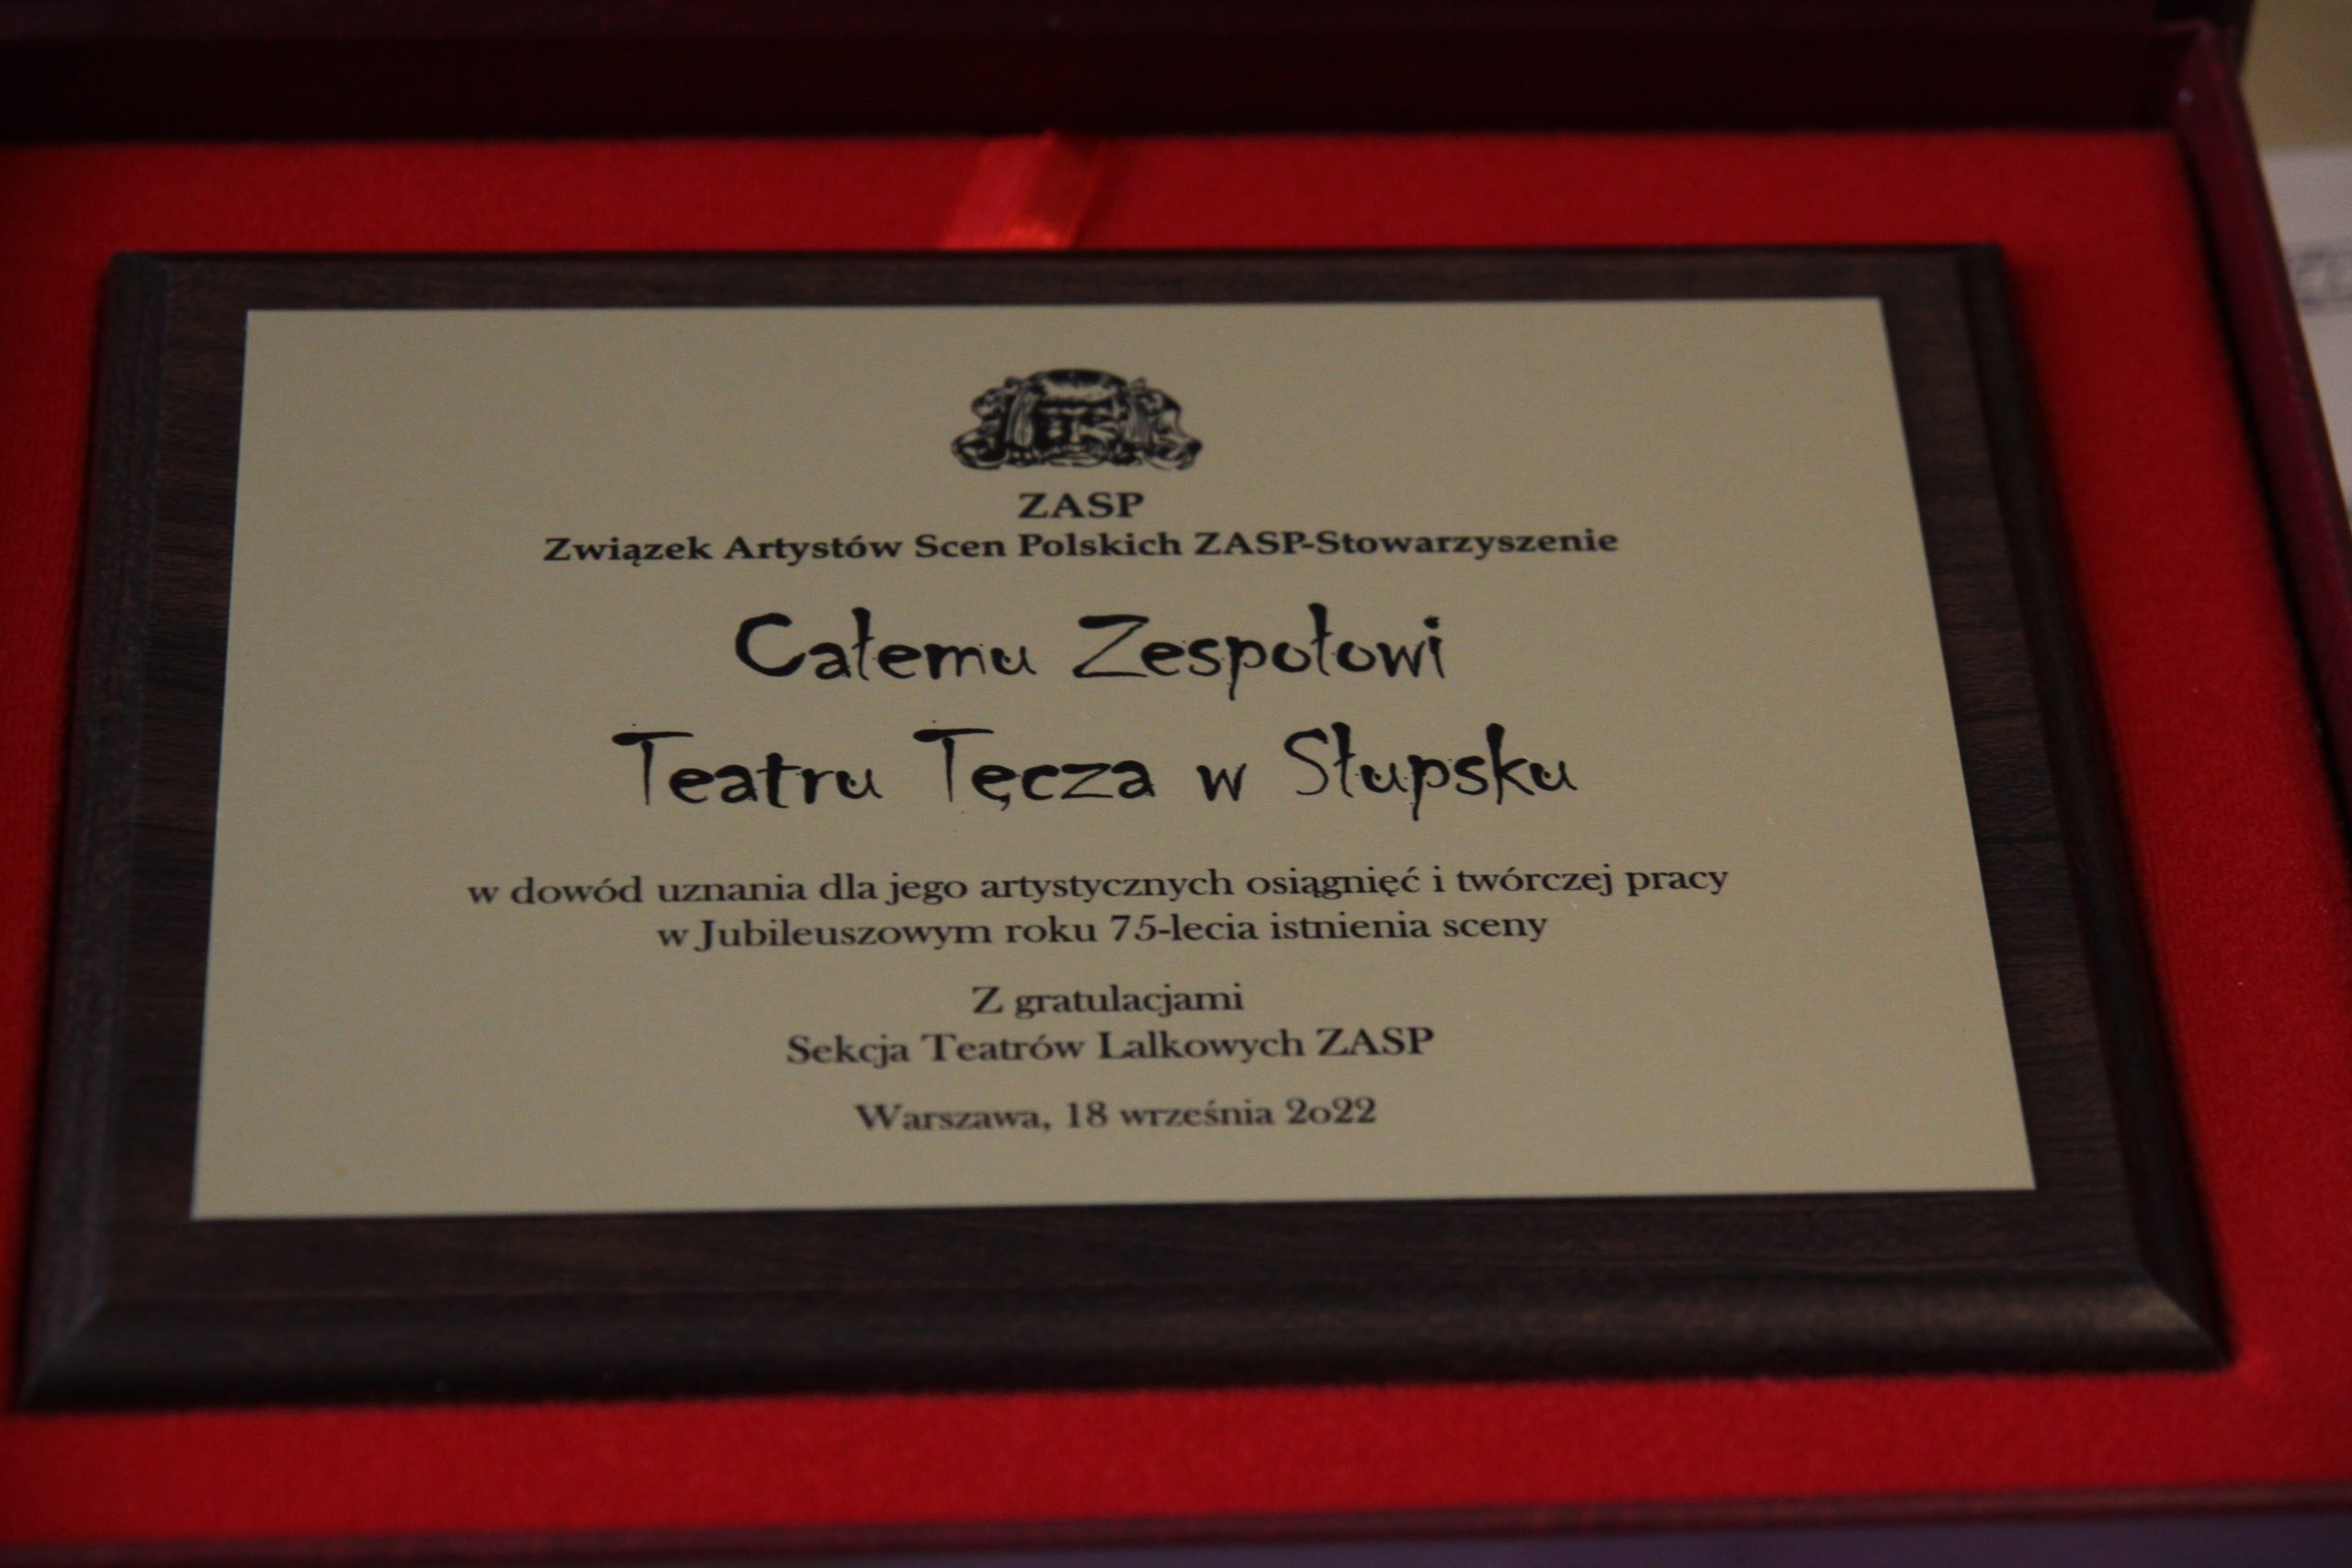 ZASP
Związek Artystów Scen Polskich ZASP-Stowarzyszenie
Całemu Zespołowi
Teatru Tęcza w Słupsku
w dowód uznania dla jego artystycznych osiągnięć i twórczej pracy
w Jubileuszowym roku 75-lecia istnienia sceny
Z gratulacjami
Sekcja Teatrów Lalkowych ZASP
Warszawa, 18 września 2022